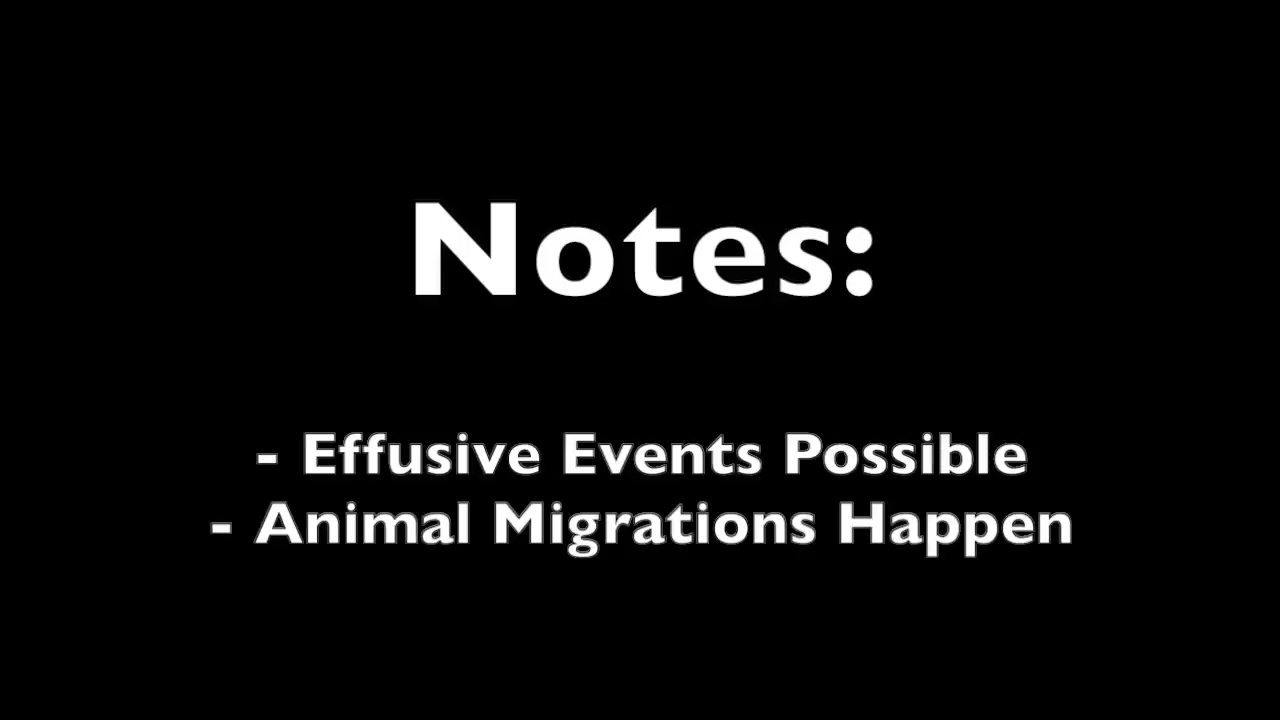 Notes:
- Effusive Events Possible
- Animal Migrations Happen